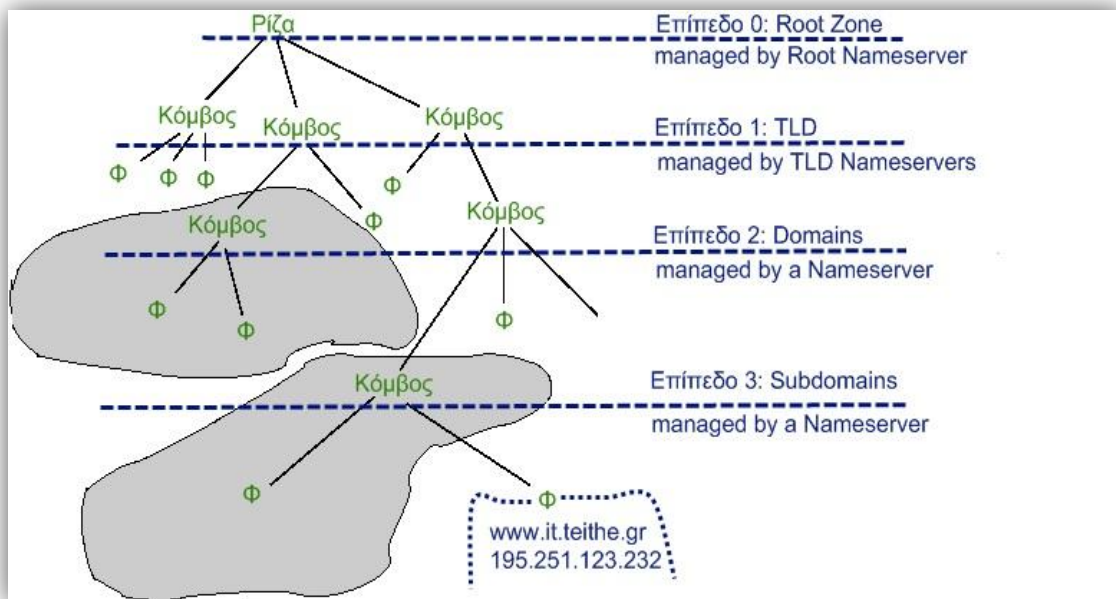 Ρίζα
Επίπεδο 0: Root Zone
managed by Root Nameserver
Κόμβος
Κόμβος
Κόμβος
Επίπεδο 1: TLD
managed by TLD Nameservers
Φ
Φ
Φ
Φ
Φ
Κόμβος
Κόμβος
Επίπεδο 2: Domains
managed by a Nameserver
Φ
Φ
Φ
Κόμβος
Επίπεδο 3: Subdomains
managed by a Nameserver
Φ
Φ
www.it.teithe.gr
195.251.123.232